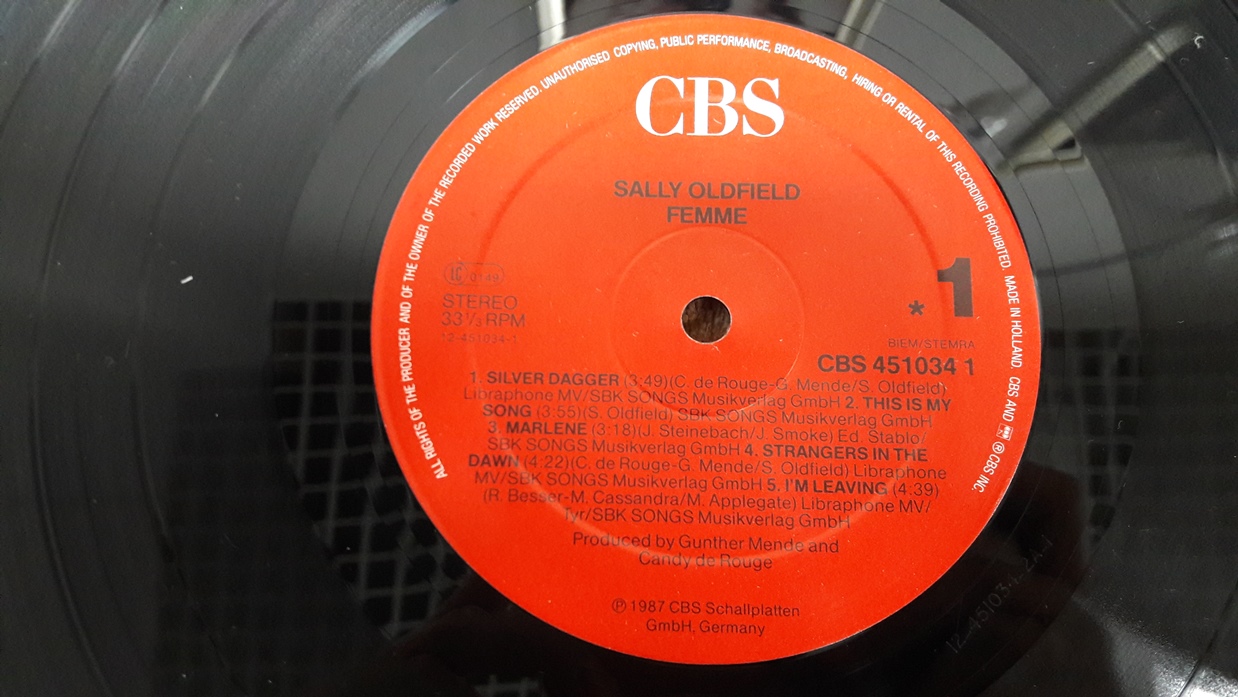 ALL RIGHTS OF THE PRODUCER AND OF THE OWNER OF THE RECORDED WORK RESERVED. UNAUTHORISED COPYING, PUBLIC PERFORMANCE, BROADCASTING, HIRING OR RENTAL OF THIS RECORDING PROHIBITED. MADE IN HOLLAND. CBS AND ℗ CBS INC.
CBS
SALLY OLDFIELD
FEMME
LC 0149
STEREO
33 1/3 RPM
12-451034-1
* 1
BIEM/STEMRA
CBS 451034 1
1. SILVER DAGGER (3:49)(C. de Rouge-G. Mende/S. Oldfield)
Libraphone MV/SBK SONGS Musikverlag GmbH 2. THIS IS MY
SONG (3:55)(S. Oldfield) SBK SONGS Musikverlag GmbH
3. MARLENE (3:18)(J. Steinebach/J. Smoke) Ed. Stablo/
SBK SONGS Musikverlag GmbH 4. STRANGERS IN THE
DAWN (4:22)(C. de Rouge-G. Mende/S. Oldfield) Libraphone
MV/SBK SONGS Musikverlag GmbH 5. I'M LEAVING (4:39)
(R. Besser-M. Cassandra/M. Applegate) Libraphone MV/
Tyr/SBK SONGS Musikverlag GmbH
Produced by Gunther Mende and
Candy de Rouge
℗ 1987 CBS Schallplatten
GmbH, Germany